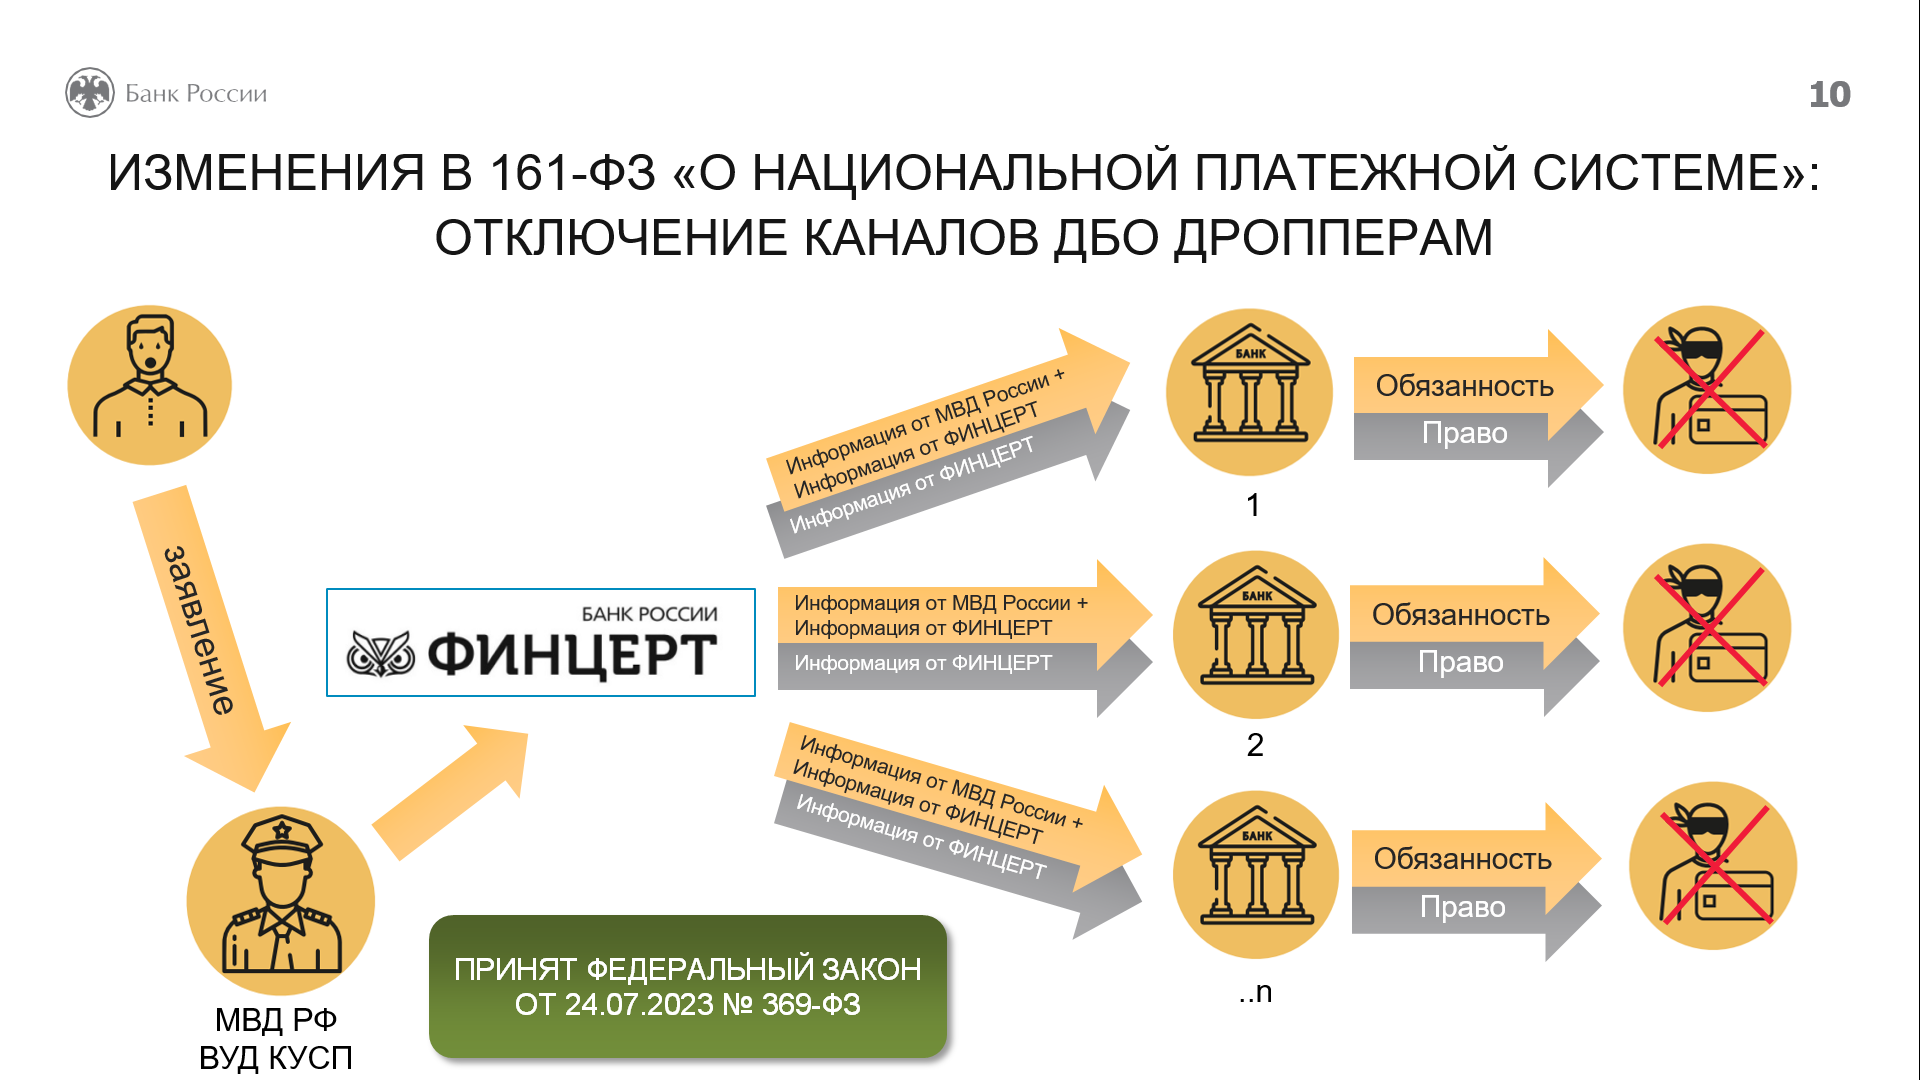 Банк России
10
ИЗМЕНЕНИЯ В 161-ФЗ «О НАЦИОНАЛЬНОЙ ПЛАТЕЖНОЙ СИСТЕМЕ»:
ОТКЛЮЧЕНИЕ КАНАЛОВ ДБО ДРОППЕРАМ
заявление
МВД РФ
ВУД КУСП
БАНК РОССИИ
ФИНЦЕРТ
ПРИНЯТ ФЕДЕРАЛЬНЫЙ ЗАКОН
ОТ 24.07.2023 № 369-ФЗ
Информация от МВД России +
Информация от ФИНЦЕРТ
Информация от ФИНЦЕРТ
БАНК
1
Обязанность
Право
Информация от МВД России +
Информация от ФИНЦЕРТ
Информация от ФИНЦЕРТ
БАНК
2
Обязанность
Право
Информация от МВД России +
Информация от ФИНЦЕРТ
Информация от ФИНЦЕРТ
БАНК
..n
Обязанность
Право